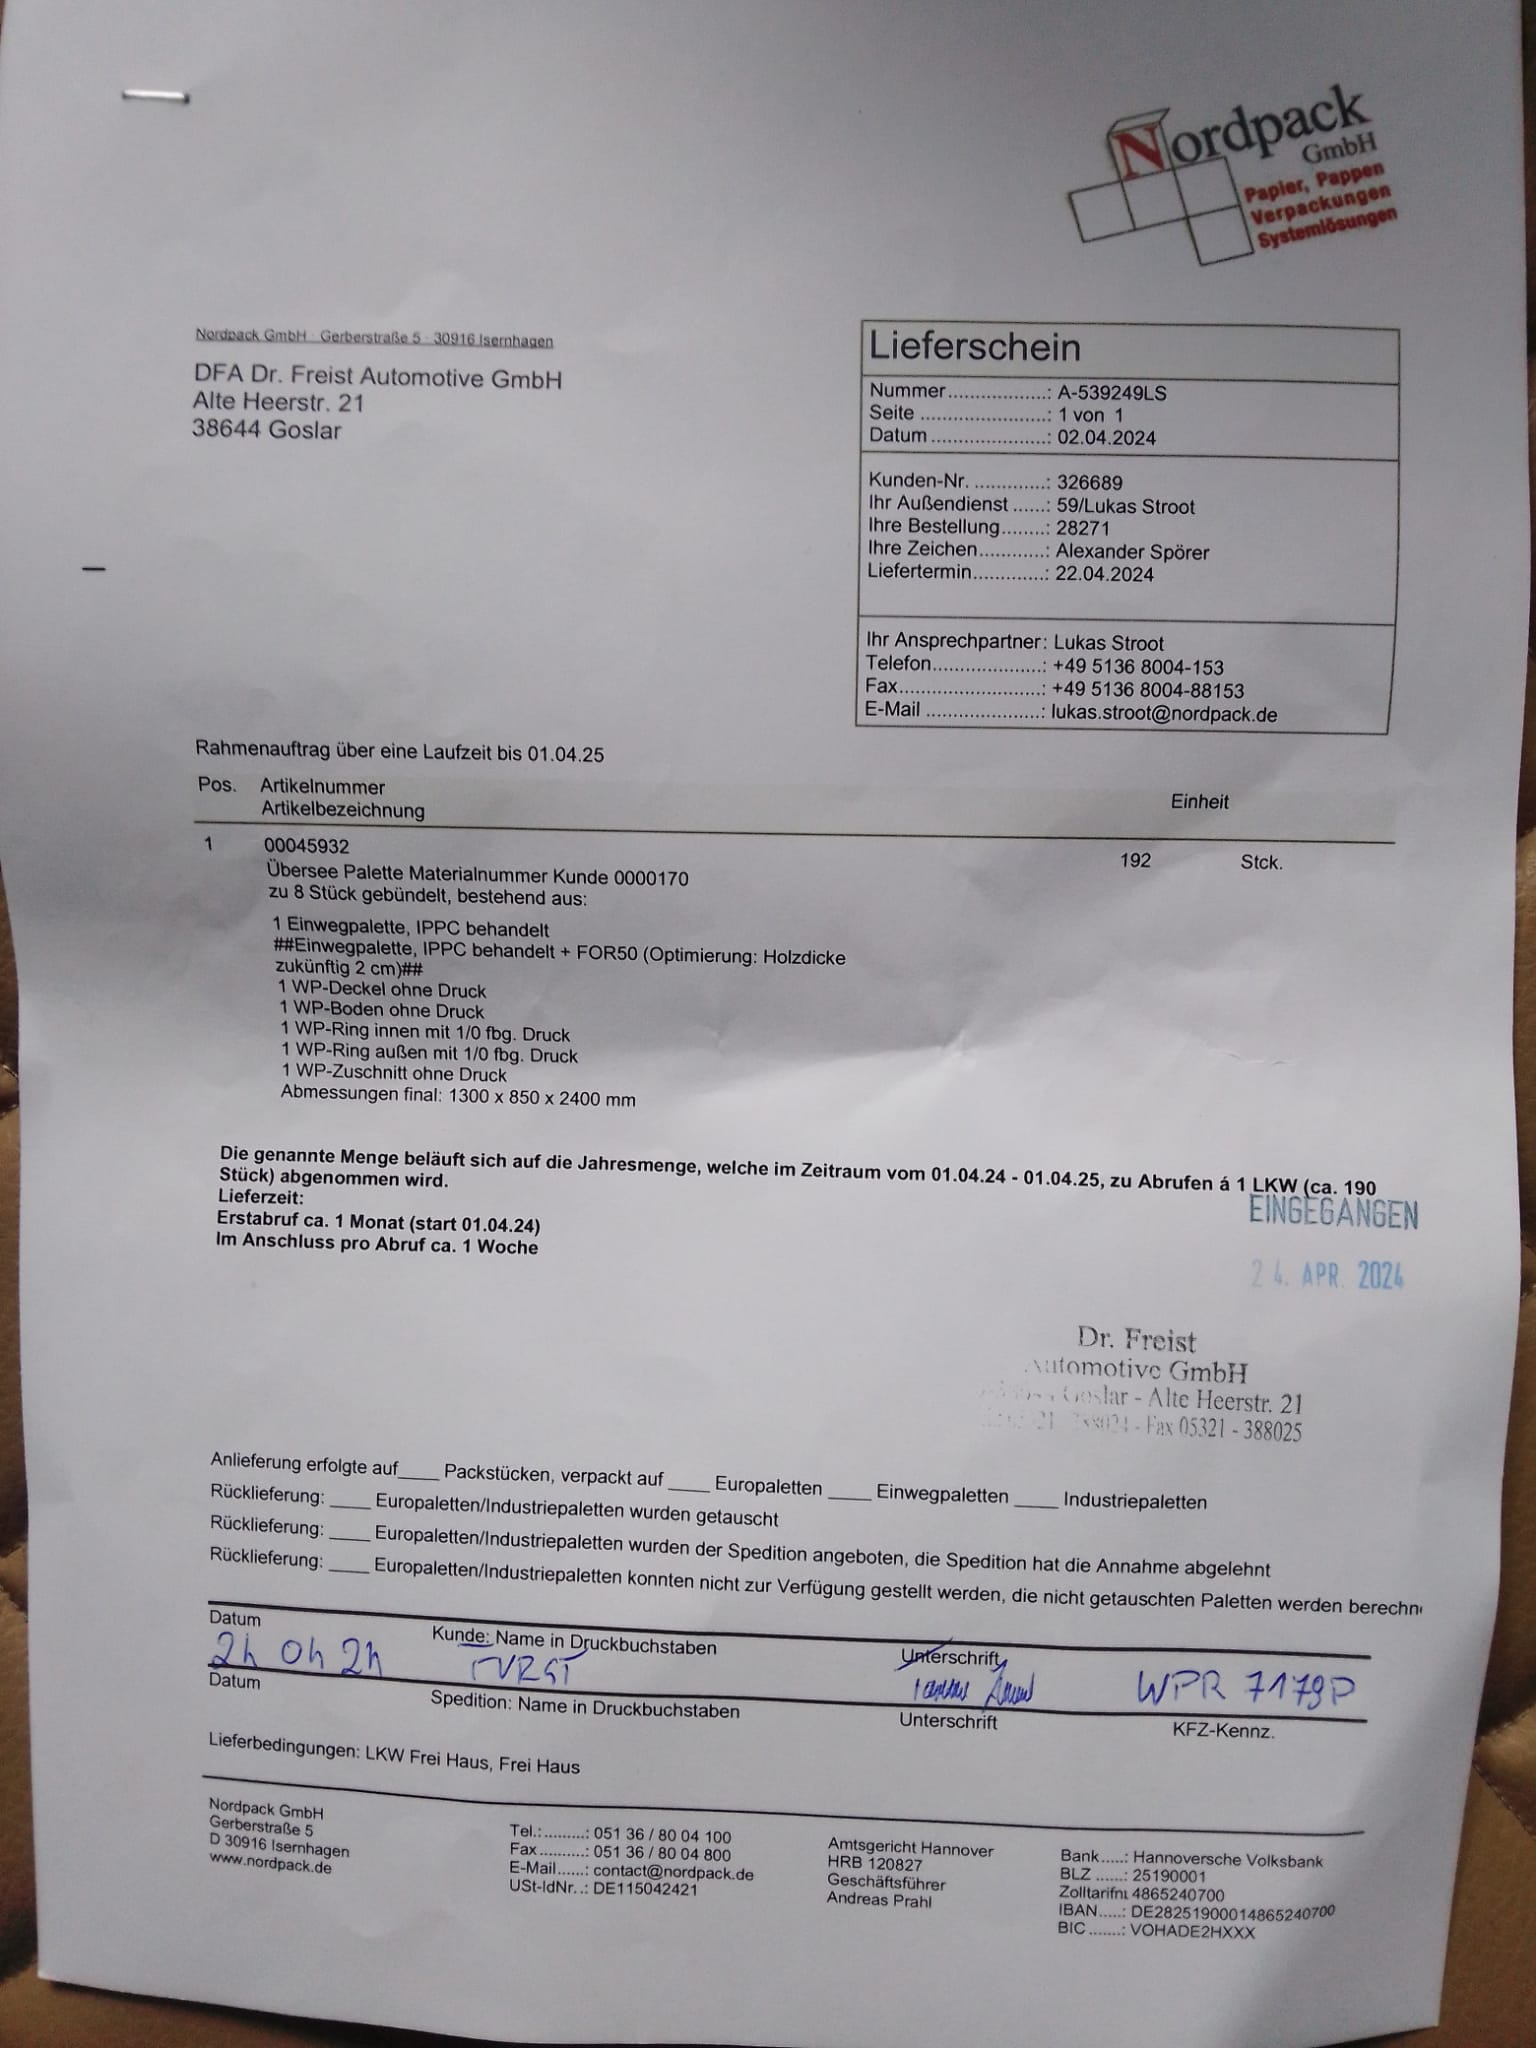 Nordpack
GmbH
Papier, Pappen
Verpackungen
Systemlösungen
Nordpack GmbH · Gerberstraße 5 · 30916 Isernhagen
DFA Dr. Freist Automotive GmbH
Alte Heerstr. 21
38644 Goslar
Lieferschein
Nummer..................: A-539249LS
Seite ......................: 1 von 1
Datum .....................: 02.04.2024
Kunden-Nr. .............: 326689
Ihr Außendienst ......: 59/Lukas Stroot
Ihre Bestellung........: 28271
Ihre Zeichen............: Alexander Spörer
Liefertermin.............: 22.04.2024
Ihr Ansprechpartner: Lukas Stroot
Telefon....................: +49 5136 8004-153
Fax..........................: +49 5136 8004-88153
E-Mail .....................: lukas.stroot@nordpack.de
Rahmenauftrag über eine Laufzeit bis 01.04.25
Pos. Artikelnummer
Artikelbezeichnung Einheit
1 00045932 192 Stck.
Übersee Palette Materialnummer Kunde 0000170
zu 8 Stück gebündelt, bestehend aus:
1 Einwegpalette, IPPC behandelt
##Einwegpalette, IPPC behandelt + FOR50 (Optimierung: Holzdicke
zukünftig 2 cm)##
1 WP-Deckel ohne Druck
1 WP-Boden ohne Druck
1 WP-Ring innen mit 1/0 fbg. Druck
1 WP-Ring außen mit 1/0 fbg. Druck
1 WP-Zuschnitt ohne Druck
Abmessungen final: 1300 x 850 x 2400 mm
Die genannte Menge beläuft sich auf die Jahresmenge, welche im Zeitraum vom 01.04.24 - 01.04.25, zu Abrufen á 1 LKW (ca. 190
Stück) abgenommen wird.
Lieferzeit:
Erstabruf ca. 1 Monat (start 01.04.24)
Im Anschluss pro Abruf ca. 1 Woche
EINGEGANGEN
24. APR. 2024
Dr. Freist
Automotive GmbH
Goslar - Alte Heerstr. 21
- Fax 05321 - 388025
Anlieferung erfolgte auf____ Packstücken, verpackt auf ____ Europaletten ____ Einwegpaletten ____ Industriepaletten
Rücklieferung: ____ Europaletten/Industriepaletten wurden getauscht
Rücklieferung: ____ Europaletten/Industriepaletten wurden der Spedition angeboten, die Spedition hat die Annahme abgelehnt
Rücklieferung: ____ Europaletten/Industriepaletten konnten nicht zur Verfügung gestellt werden, die nicht getauschten Paletten werden berechn
Datum Kunde: Name in Druckbuchstaben Unterschrift
24 04 24 WPR 7179P
Datum Spedition: Name in Druckbuchstaben Unterschrift KFZ-Kennz.
Lieferbedingungen: LKW Frei Haus, Frei Haus
Nordpack GmbH
Gerberstraße 5
D 30916 Isernhagen
www.nordpack.de
Tel.:.........: 051 36 / 80 04 100
Fax..........: 051 36 / 80 04 800
E-Mail......: contact@nordpack.de
USt-IdNr..: DE115042421
Amtsgericht Hannover
HRB 120827
Geschäftsführer
Andreas Prahl
Bank.....: Hannoversche Volksbank
BLZ ......: 25190001
Zolltarifnr 4865240700
IBAN.....: DE28251900014865240700
BIC .......: VOHADE2HXXX